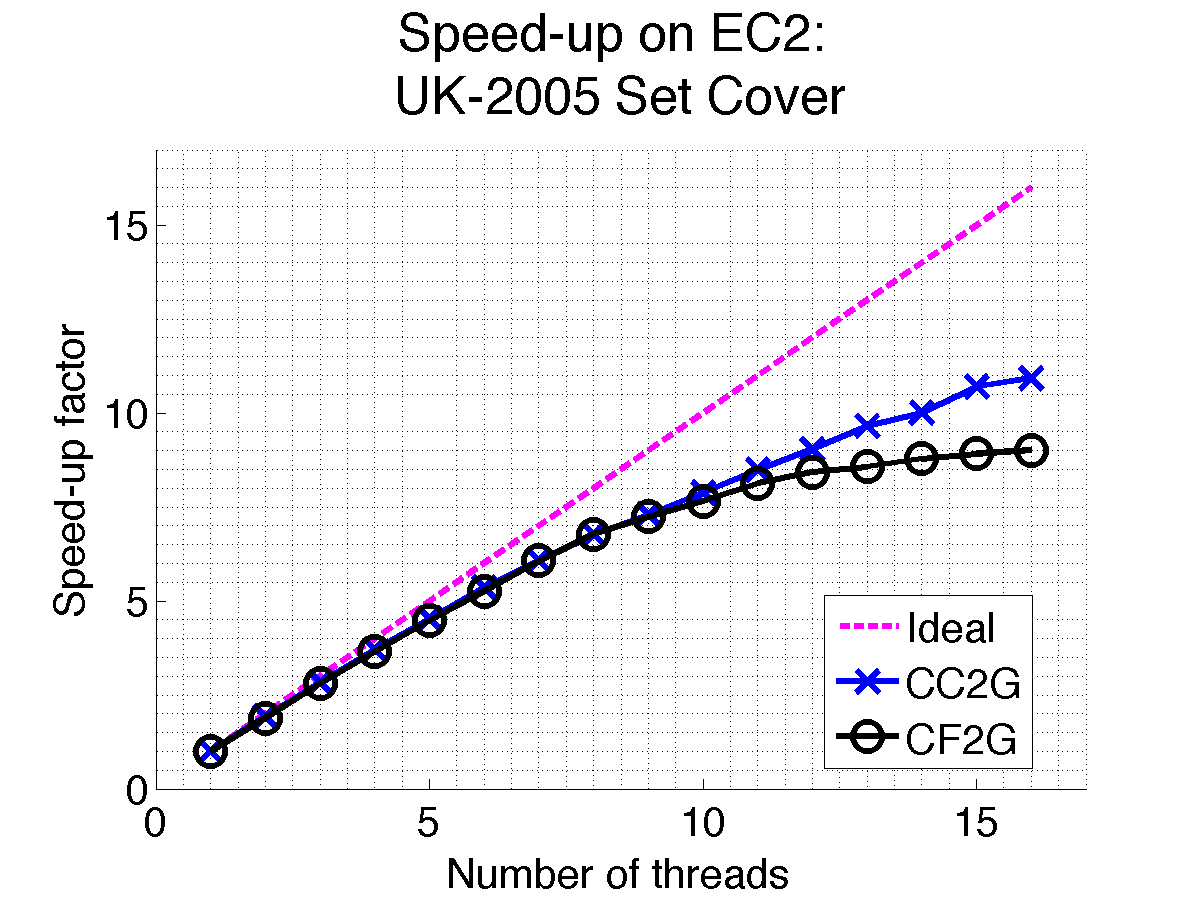 Speed-up on EC2:
UK-2005 Set Cover
Speed-up factor
15
10
5
0
0 5 10 15
Number of threads
Ideal
CC2G
CF2G